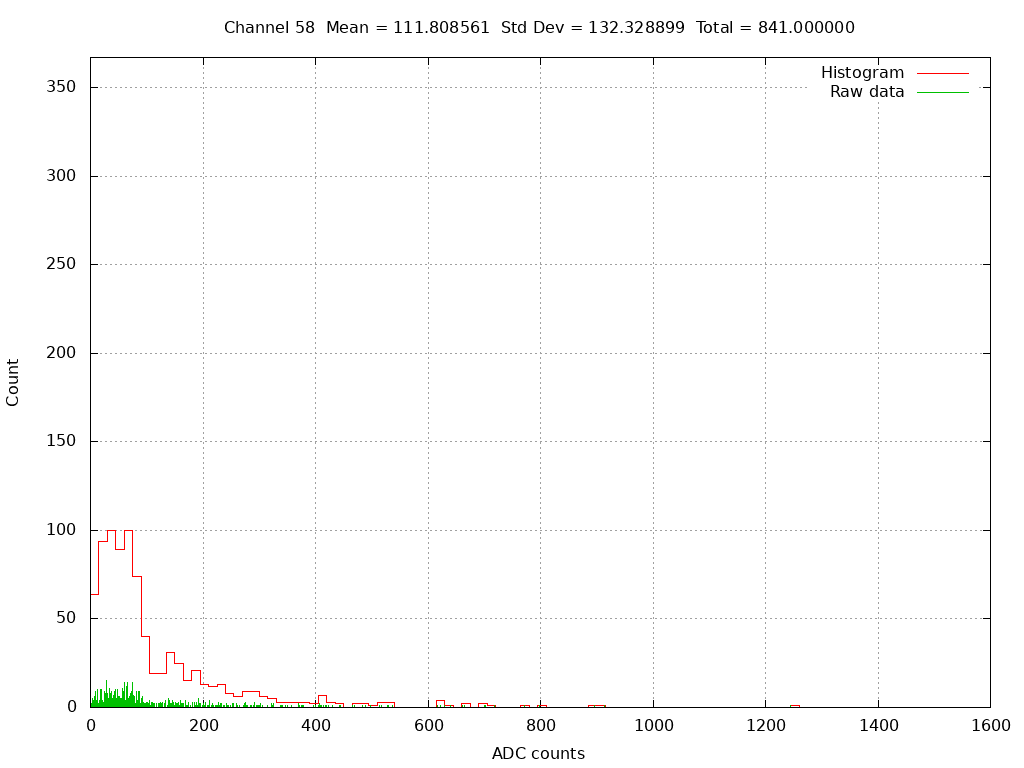 Channel 58  Mean = 111.808561  Std Dev = 132.328899  Total = 841.000000
Histogram
Raw data
350
300
250
200
150
100
50
0
Count
0 200 400 600 800 1000 1200 1400 1600
ADC counts